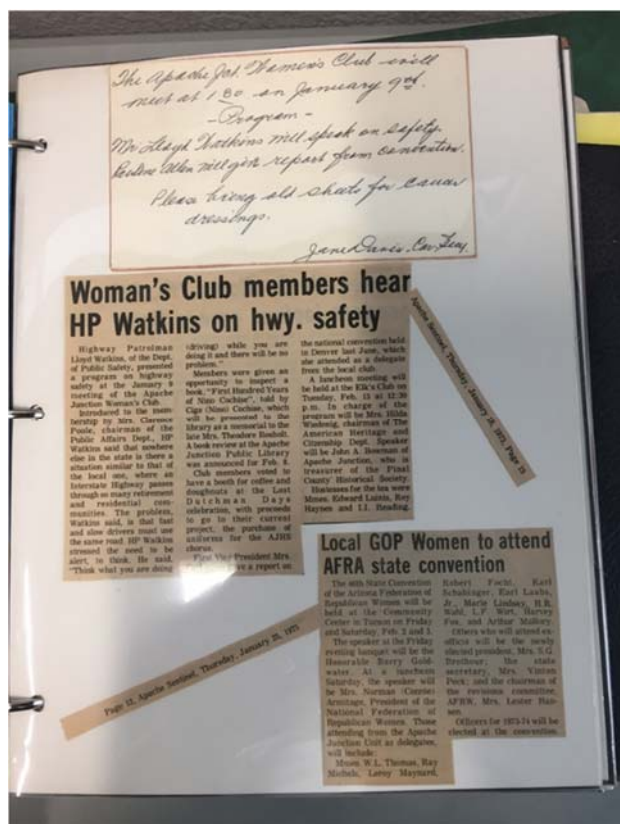 The Apache Jct. Women's Club will
meet at 1:30 on January 9th.
- Program -
Mr. Lloyd Watkins will speak on safety.
Pauline Allen will give report from convention.
Please bring old sheets for cancer
dressings.
Jane Davis, Cor. Secy.
Woman's Club members hear
HP Watkins on hwy. safety
Highway Patrolman
Lloyd Watkins, of the Dept.
of Public Safety, presented
a program on highway
safety at the January 9
meeting of the Apache
Junction Woman's Club.
Introduced to the mem-
bership by Mrs. Clarence
Poole, chairman of the
Public Affairs Dept., HP
Watkins said that nowhere
else in the state is there a
situation similar to that of
the local one, where an
Interstate Highway passes
through so many retirement
and residential com-
munities. The problem,
Watkins said, is that fast
and slow drivers must use
the same road. HP Watkins
stressed the need to be
alert, to think. He said,
"Think what you are doing
(driving) while you are
doing it and there will be no
problem."
Members were given an
opportunity to inspect a
book, "First Hundred Years
of Nino Cochise", told by
Ciga (Nino) Cochise, which
will be presented to the
library as a memorial to the
late Mrs. Theodore
A book review at the Apache
Junction Public Library
was announced for Feb. 8.
Club members voted to
have a booth for coffee and
doughnuts at the Lost
Dutchman Days
celebration, with proceeds
to go to their current
project, the purchase of
uniforms for the AJHS
chorus.
First Vice President Mrs.
gave a report on
the national convention held
in Denver last June, which
she attended as a delegate
from the local club.
A luncheon meeting will
be held at the Elk's Club on
Tuesday, Feb. 13 at 12:30
p.m. In charge of the
program will be Mrs. Hilda
Wiednig, chairman of The
American Heritage and
Citizenship Dept. Speaker
will be John A. Bowman of
Apache Junction, who is
treasurer of the Pinal
County Historical Society.
Hostesses for the tea were
Mmes. Edward Luints, Roy
Haynes and I.I. Reading.
Apache Sentinel, Thursday, January 18, 1973, Page 15
Local GOP Women to attend
AFRA state convention
The 46th State Convention
of the Arizona Federation of
Republican Women will be
held at the Community
Center in Tucson on Friday
and Saturday, Feb. 2 and 3.
The speaker at the Friday
evening banquet will be the
Honorable Barry Gold-
water. At a luncheon
Saturday, the speaker will
be Mrs. Norman (Connie)
Armitage, President of the
National Federation of
Republican Women. Those
attending from the Apache
Junction Unit as delegates,
will include:
Mmes. W.L. Thomas, Ray
Michels, Leroy Maynard,
Robert Focht, Karl
Schabinger, Earl Laabs,
Jr., Marie Lindsey, H.R.
Wahl, L.F. Wirt, Harvey
Fox, and Arthur Mallory.
Others who will attend ex-
officio will be the newly
elected president, Mrs. S.G.
Breihour; the state
secretary, Mrs. Vinten
Peck; and the chairman of
the revisions committee,
AFRW, Mrs. Lester Han-
sen.
Officers for 1973-74 will be
elected at the convention.
Page 12, Apache Sentinel, Thursday, January 25, 1973